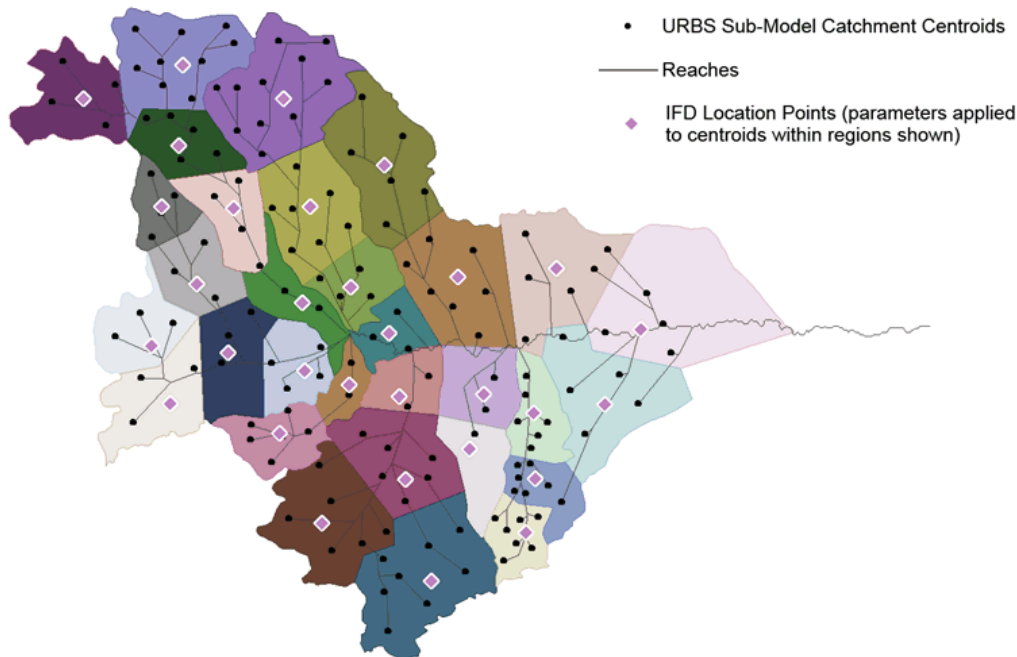 URBS Sub-Model Catchment Centroids
Reaches
IFD Location Points (parameters applied
to centroids within regions shown)